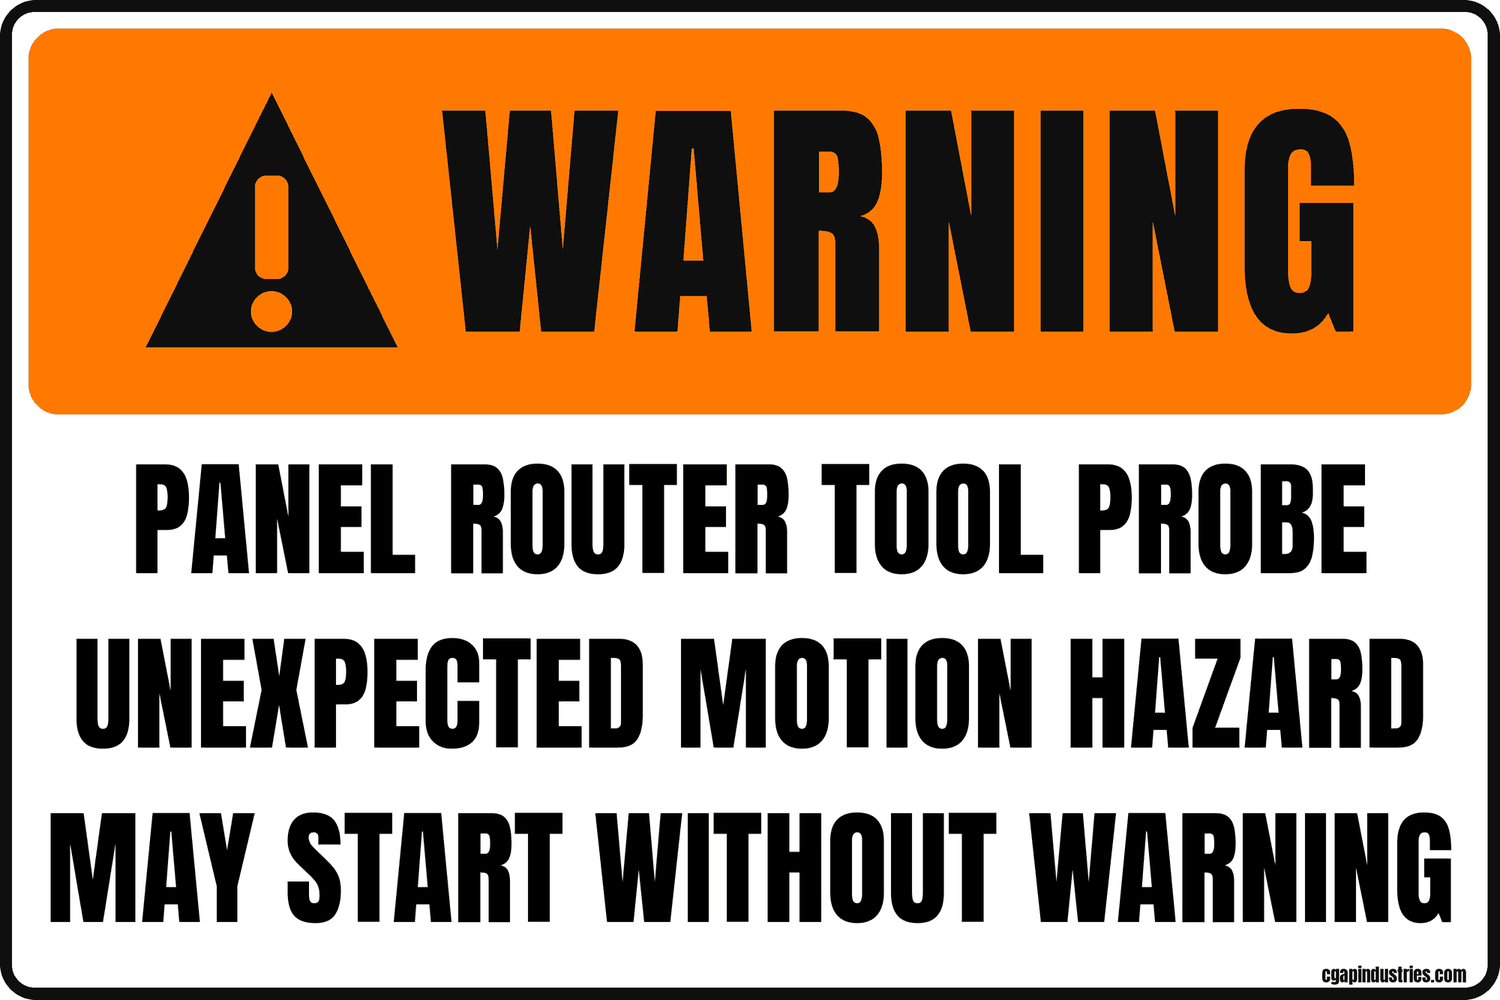 WARNING
PANEL ROUTER TOOL PROBE
UNEXPECTED MOTION HAZARD
MAY START WITHOUT WARNING
cgapindustries.com